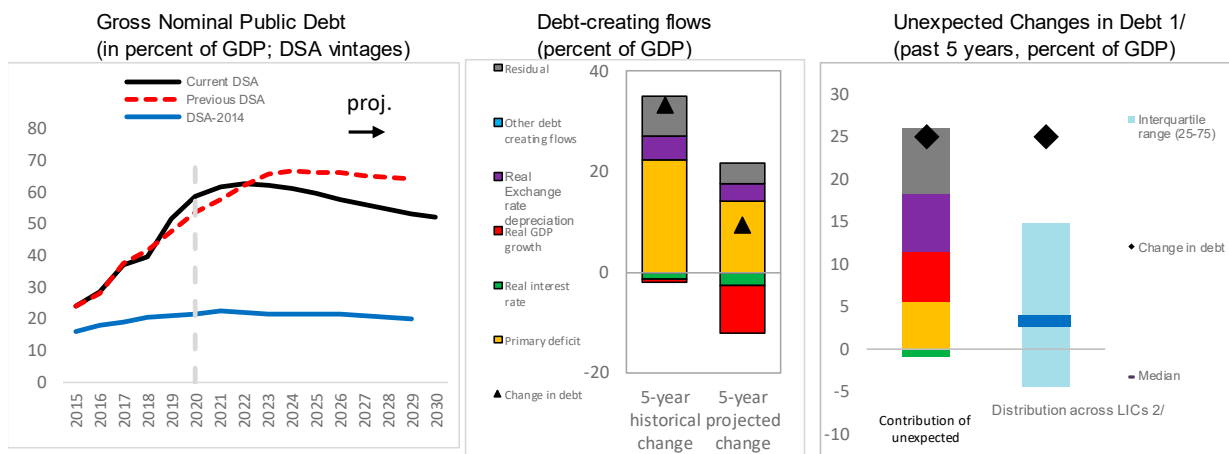 Gross Nominal Public Debt
(in percent of GDP; DSA vintages)
Current DSA
Previous DSA
DSA-2014
proj.
80
70
60
50
40
30
20
10
0
2015
2016
2017
2018
2019
2020
2021
2022
2023
2024
2025
2026
2027
2028
2029
2030
Debt-creating flows
(percent of GDP)
Residual
Other debt
creating flows
Real
Exchange
rate
depreciation
Real GDP
growth
Real interest
rate
Primary deficit
Change in debt
40
20
0
-20
5-year
historical
change
5-year
projected
change
Unexpected Changes in Debt 1/
(past 5 years, percent of GDP)
30
25
20
15
10
5
0
-5
-10
Interquartile
range (25-75)
Change in debt
Median
Contribution of
unexpected
Distribution across LICs 2/